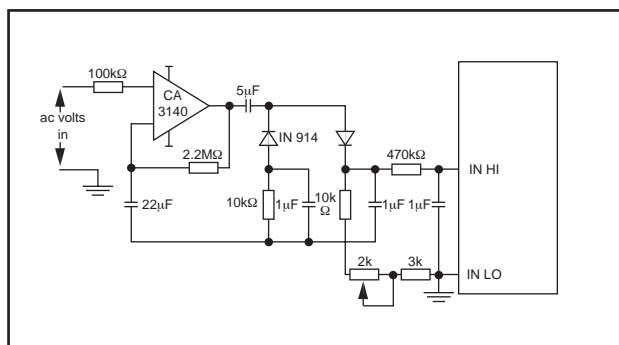 100kΩ
ac volts
in
CA
3140
5µF
IN 914
2.2MΩ
22µF
10kΩ
1µF
10k
Ω
1µF
1µF
470kΩ
IN HI
IN LO
2k
3k